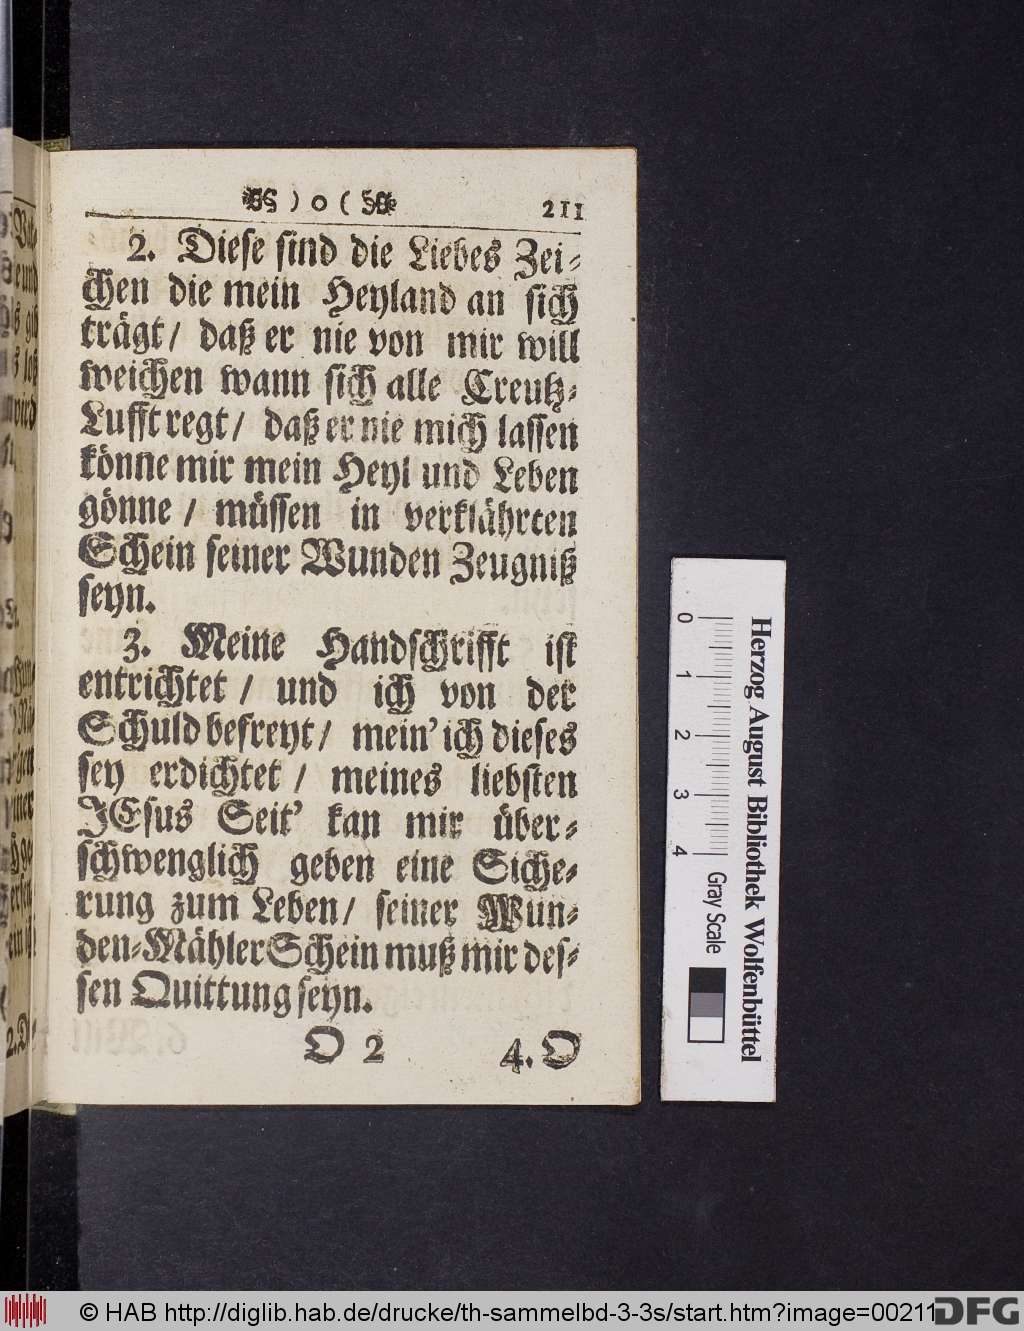 ) o ( 211
2. Diese sind die Liebes Zei-
chen die mein Heyland an sich
trägt / daß er nie von mir will
weichen wann sich alle Creutz-
Lufft regt / daß er nie mich lassen
könne mir mein Heyl und Leben
gönne / müssen in verklährten
Schein seiner Wunden Zeugniß
seyn.
3. Meine Handschrifft ist
entrichtet / und ich von der
Schuld befreyt / mein' ich dieses
sey erdichtet / meines liebsten
JEsus Seit' kan mir über-
schwenglich geben eine Siche-
rung zum Leben / seiner Wun-
den-Mähler Schein muß mir des-
sen Quittung seyn.
O 2 4. O
0 1 2 3 4 Gray Scale
Herzog August Bibliothek Wolfenbüttel
© HAB http://diglib.hab.de/drucke/th-sammelbd-3-3s/start.htm?image=00211
DFG